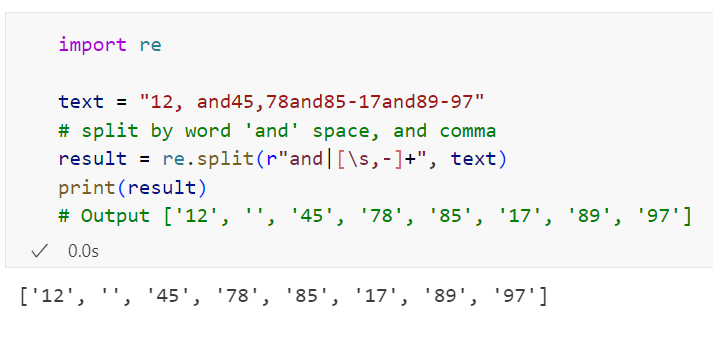 import re
text = "12, and45,78and85-17and89-97"
# split by word 'and' space, and comma
result = re.split(r"and|[\s,-]+", text)
print(result)
# Output ['12', '', '45', '78', '85', '17', '89', '97']
✓ 0.0s
['12', '', '45', '78', '85', '17', '89', '97']